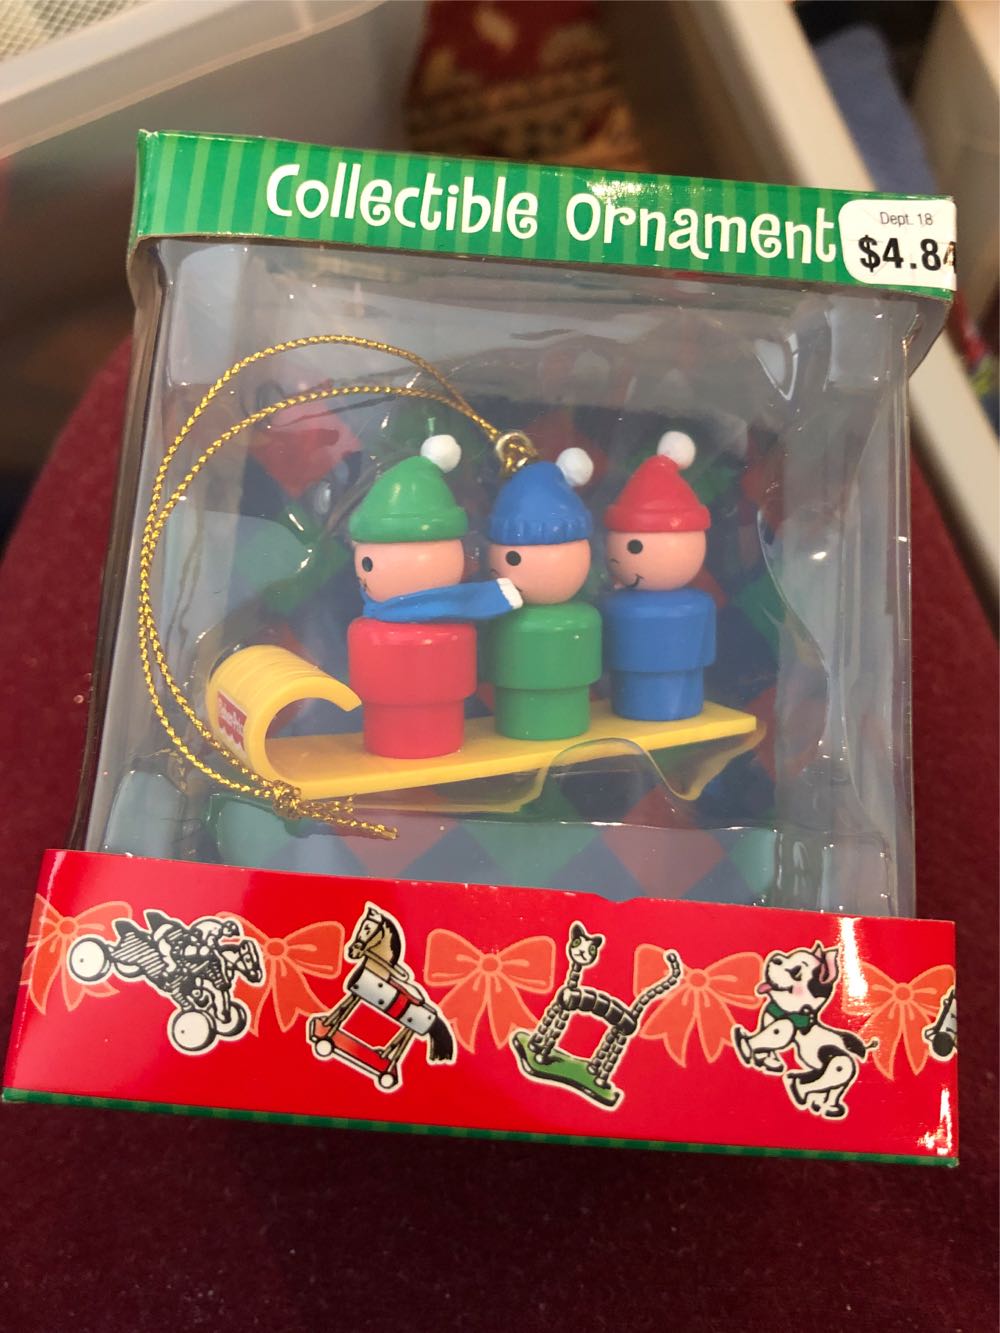 Collectible Ornament
Dept. 18
$4.84